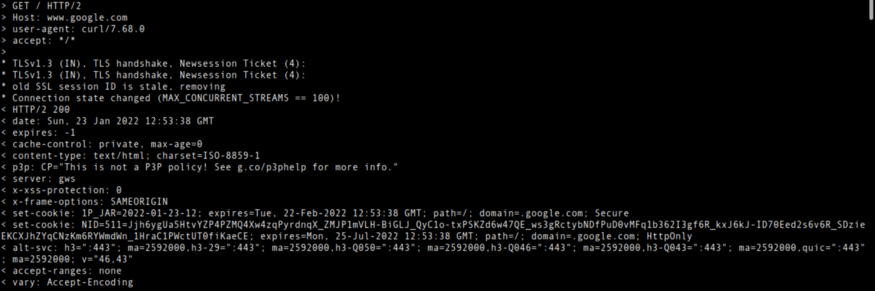 > GET / HTTP/2
> Host: www.google.com
> user-agent: curl/7.68.0
> accept: */*
>
* TLSv1.3 (IN), TLS handshake, Newsession Ticket (4):
* TLSv1.3 (IN), TLS handshake, Newsession Ticket (4):
* old SSL session ID is stale, removing
* Connection state changed (MAX_CONCURRENT_STREAMS == 100)!
< HTTP/2 200
< date: Sun, 23 Jan 2022 12:53:38 GMT
< expires: -1
< cache-control: private, max-age=0
< content-type: text/html; charset=ISO-8859-1
< p3p: CP="This is not a P3P policy! See g.co/p3phelp for more info."
< server: gws
< x-xss-protection: 0
< x-frame-options: SAMEORIGIN
< set-cookie: 1P_JAR=2022-01-23-12; expires=Tue, 22-Feb-2022 12:53:38 GMT; path=/; domain=.google.com; Secure
< set-cookie: NID=511=Jjh6ygUa5HtvYZP4PZMQ4Xw4zqPyrdnqX_ZMJP1mVLH-BiGLJ_QyC1o-txPSKZd6w47QE_ws3gRctybNDfPuD0vMFq1b362I3gf6R_kxJ6kJ-ID70Eed2s6v6R_SDzie
EKCXJhZYqCNzKm6RYWmdWn_1HraC1PWctUT0fiKaeCE; expires=Mon, 25-Jul-2022 12:53:38 GMT; path=/; domain=.google.com; HttpOnly
< alt-svc: h3=":443"; ma=2592000,h3-29=":443"; ma=2592000,h3-Q050=":443"; ma=2592000,h3-Q046=":443"; ma=2592000,h3-Q043=":443"; ma=2592000,quic=":443"
; ma=2592000; v="46,43"
< accept-ranges: none
< vary: Accept-Encoding